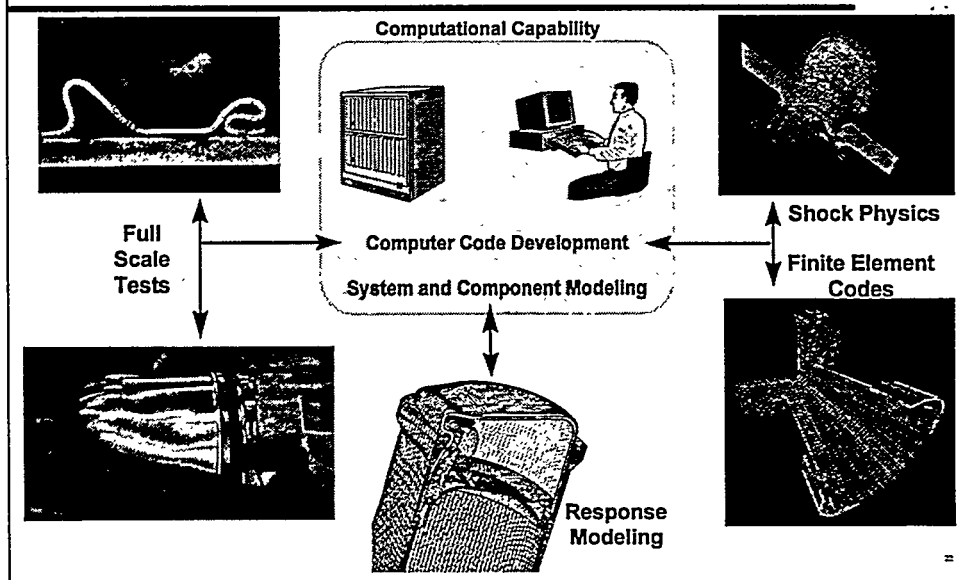 Computational Capability
Full
Scale
Tests
Computer Code Development
System and Component Modeling
Shock Physics
Finite Element
Codes
Response
Modeling